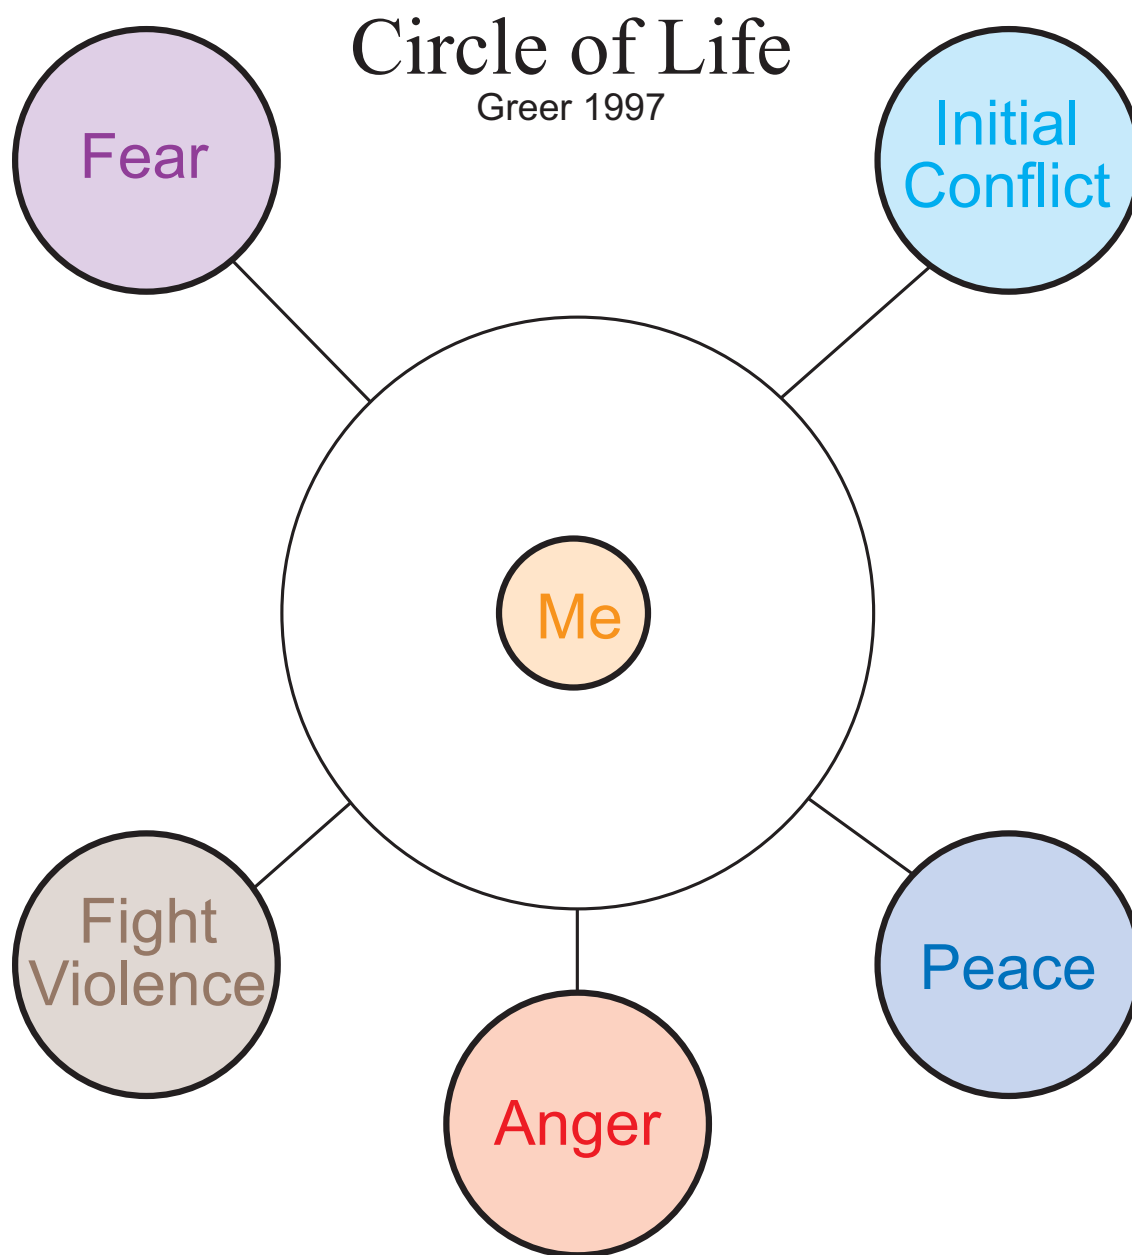 Circle of Life
Greer 1997
Fear
Initial
Conflict
Me
Fight
Violence
Peace
Anger